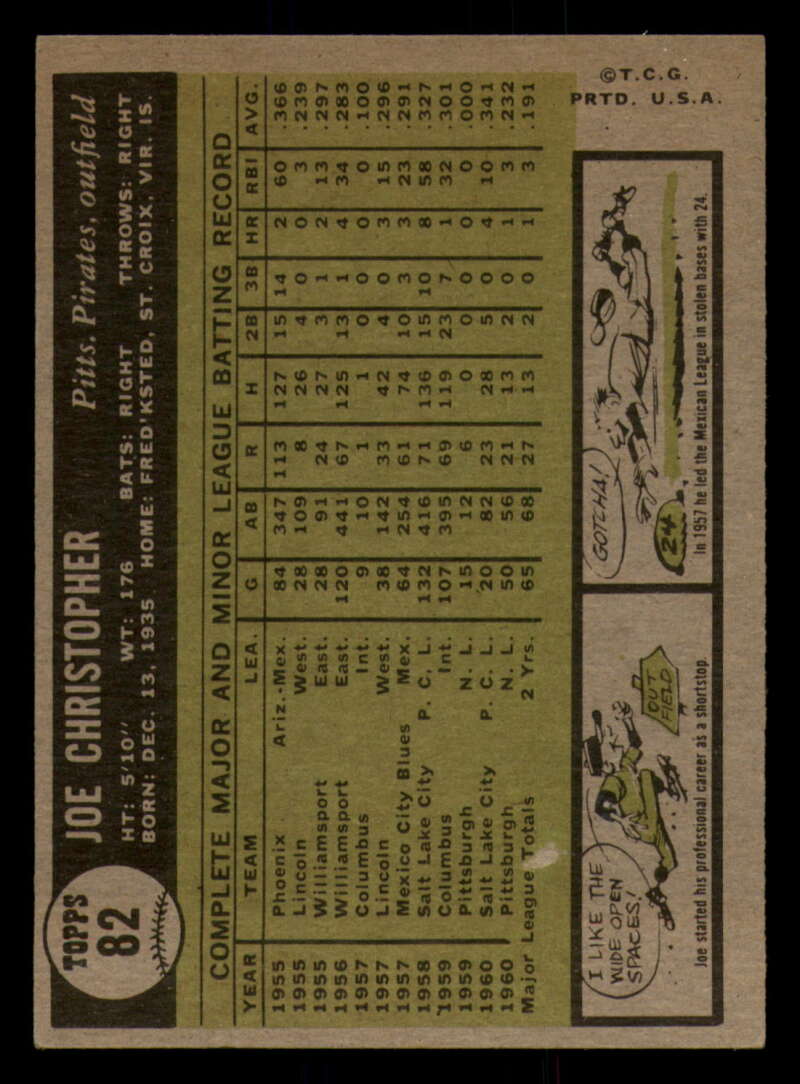 TOPPS
82
JOE CHRISTOPHER Pitts. Pirates, outfield
HT: 5'10" WT: 176 BATS: RIGHT THROWS: RIGHT
BORN: DEC. 13, 1935 HOME: FRED'KSTED, ST. CROIX, VIR. IS.
COMPLETE MAJOR AND MINOR LEAGUE BATTING RECORD
YEAR TEAM LEA. G AB R H 2B 3B HR RBI AVG.
1955 Phoenix Ariz.-Mex. 84 347 113 127 15 14 2 60 .366
1955 Lincoln West. 28 109 8 26 4 0 0 3 .239
1955 Williamsport East. 28 91 24 27 3 1 2 13 .297
1956 Williamsport East. 120 441 67 125 13 1 4 34 .283
1957 Columbus Int. 9 10 1 1 0 0 0 0 .100
1957 Lincoln West. 38 142 33 42 4 0 3 15 .296
1957 Mexico City Blues Mex. 64 254 61 74 10 3 3 23 .291
1958 Salt Lake City P. C. L. 132 416 71 136 15 10 8 58 .327
1959 Columbus Int. 107 395 69 119 23 7 1 32 .301
1959 Pittsburgh N. L. 15 12 6 0 0 0 0 0 .000
1960 Salt Lake City P. C. L. 20 82 23 28 5 0 4 10 .341
1960 Pittsburgh N. L. 50 56 21 13 2 0 1 3 .232
Major League Totals 2 Yrs. 65 68 27 13 2 0 1 3 .191
I LIKE THE
WIDE OPEN
SPACES!
OUT
FIELD
Joe started his professional career as a shortstop.
GOTCHA!
24
In 1957 he led the Mexican League in stolen bases with 24.
©T.C.G.
PRTD. U.S.A.